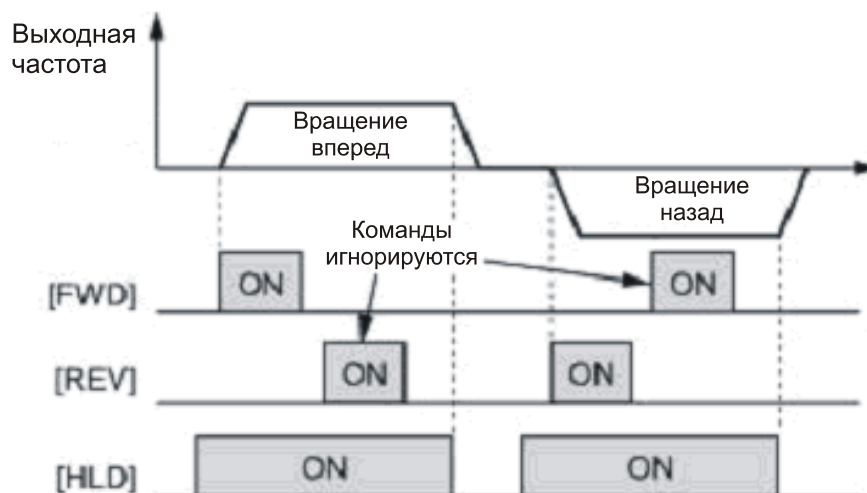 Выходная
частота
Вращение
вперед
Вращение
назад
Команды
игнорируются
[FWD] ON ON
[REV] ON ON
[HLD] ON ON